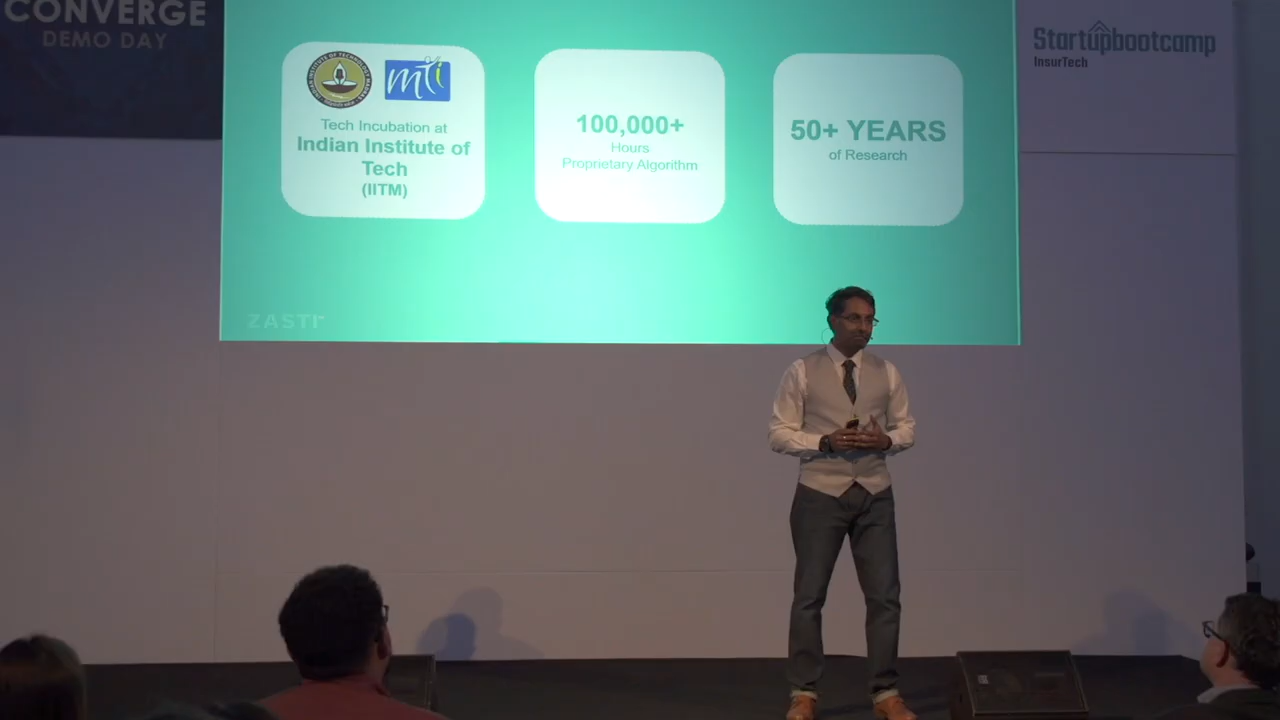 CONVERGE
DEMO DAY
Startupbootcamp
InsurTech
mti
Tech Incubation at
Indian Institute of
Tech
(IITM)
100,000+
Hours
Proprietary Algorithm
50+ YEARS
of Research
ZASTI